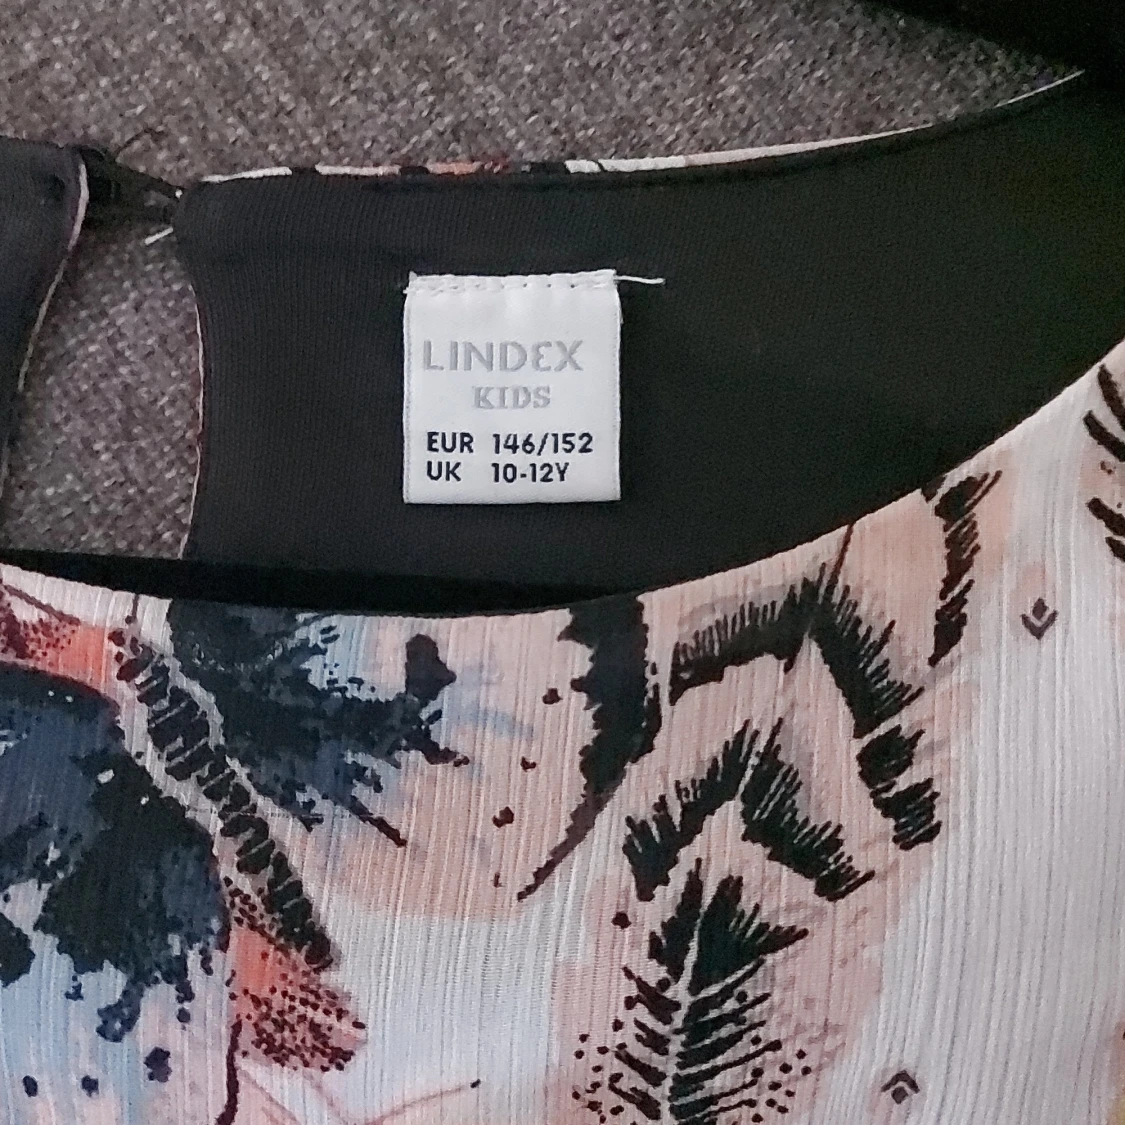 LINDEX
KIDS
EUR 146/152
UK 10-12Y